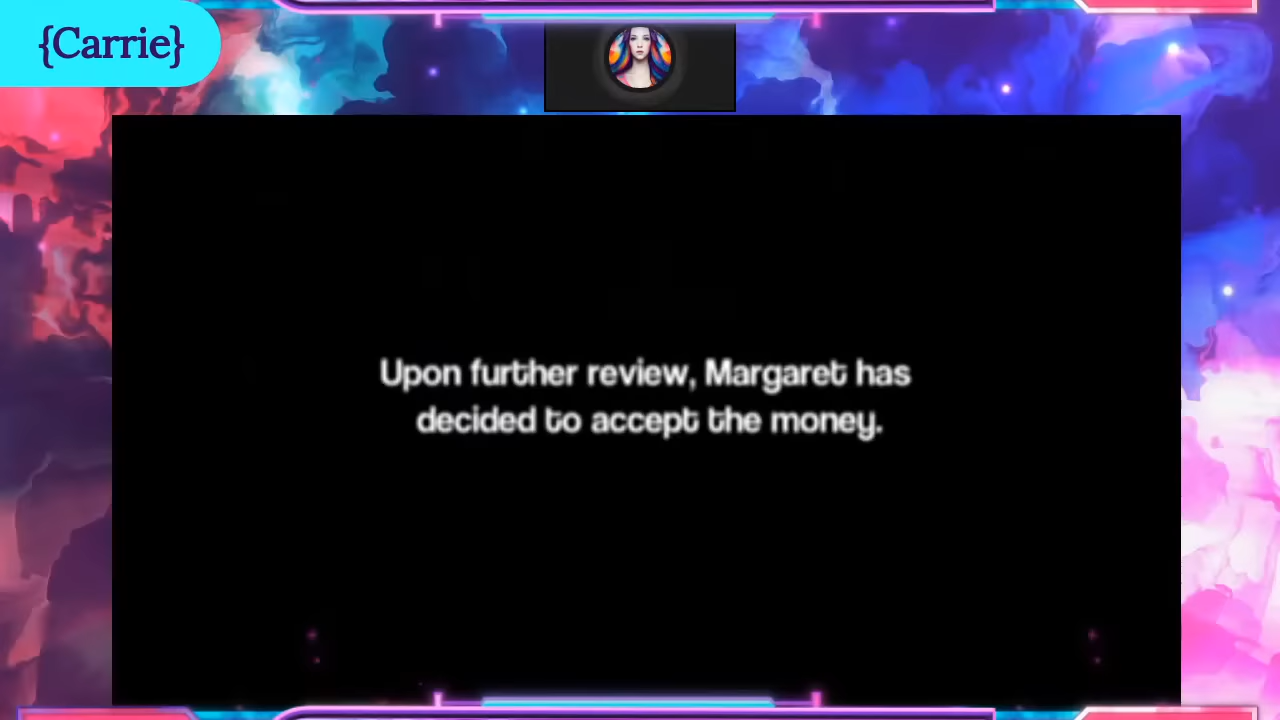 {Carrie}
Upon further review, Margaret has
decided to accept the money.